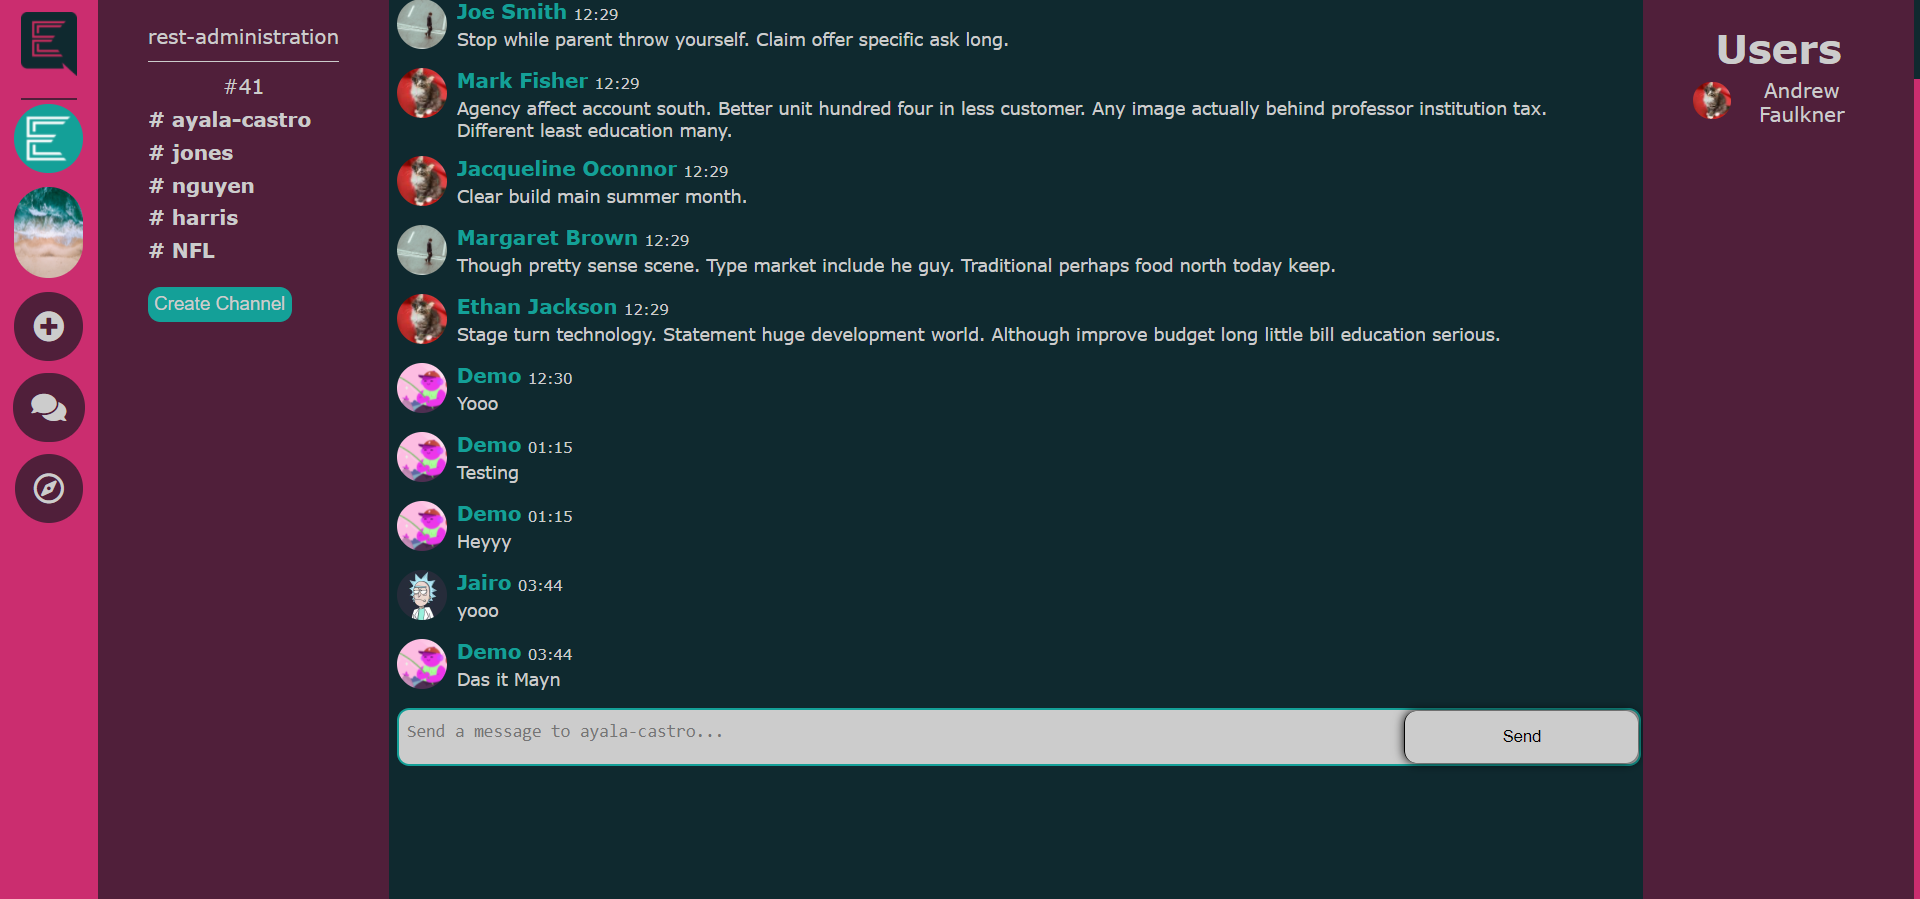 rest-administration
#41
# ayala-castro
# jones
# nguyen
# harris
# NFL
Create Channel
Joe Smith 12:29
Stop while parent throw yourself. Claim offer specific ask long.
Mark Fisher 12:29
Agency affect account south. Better unit hundred four in less customer. Any image actually behind professor institution tax.
Different least education many.
Jacqueline Oconnor 12:29
Clear build main summer month.
Margaret Brown 12:29
Though pretty sense scene. Type market include he guy. Traditional perhaps food north today keep.
Ethan Jackson 12:29
Stage turn technology. Statement huge development world. Although improve budget long little bill education serious.
Demo 12:30
Yooo
Demo 01:15
Testing
Demo 01:15
Heyyy
Jairo 03:44
yooo
Demo 03:44
Das it Mayn
Send a message to ayala-castro...
Send
Users
Andrew
Faulkner